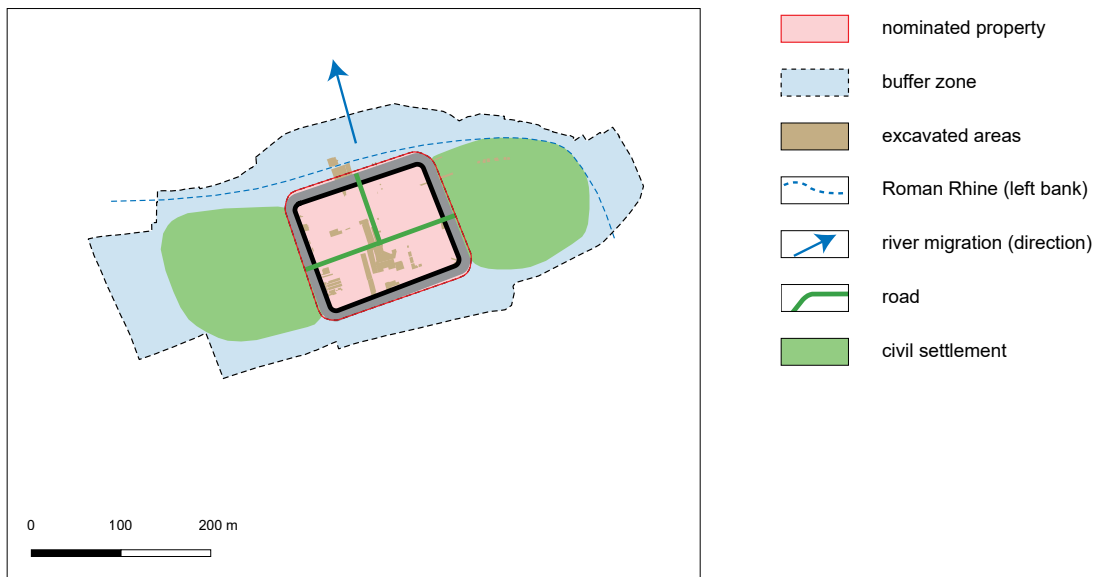 nominated property
buffer zone
excavated areas
Roman Rhine (left bank)
river migration (direction)
road
civil settlement
0 100 200 m